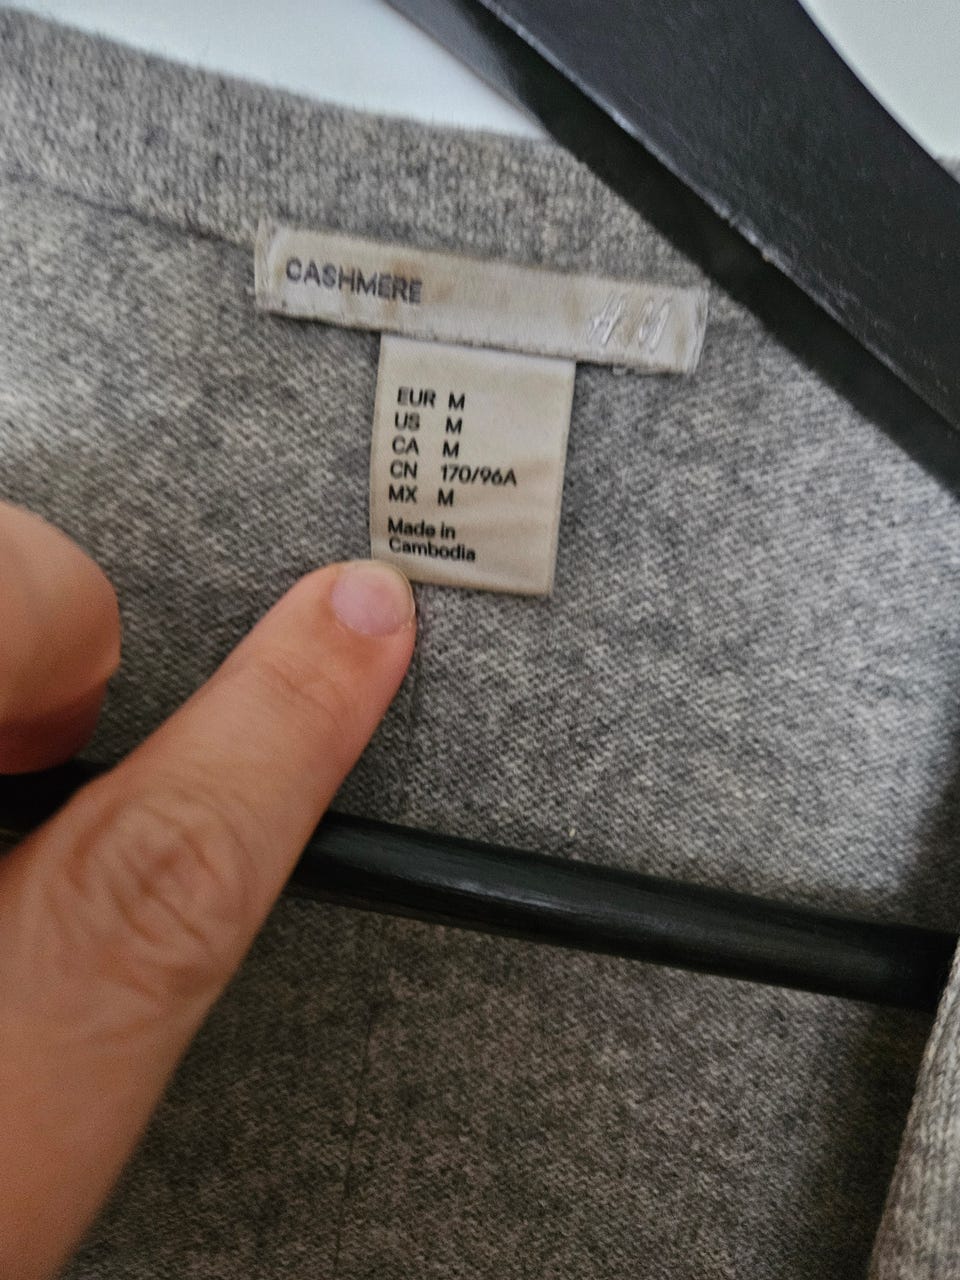 CASHMERE
H&M
EUR M
US M
CA M
CN 170/96A
MX M
Made in
Cambodia